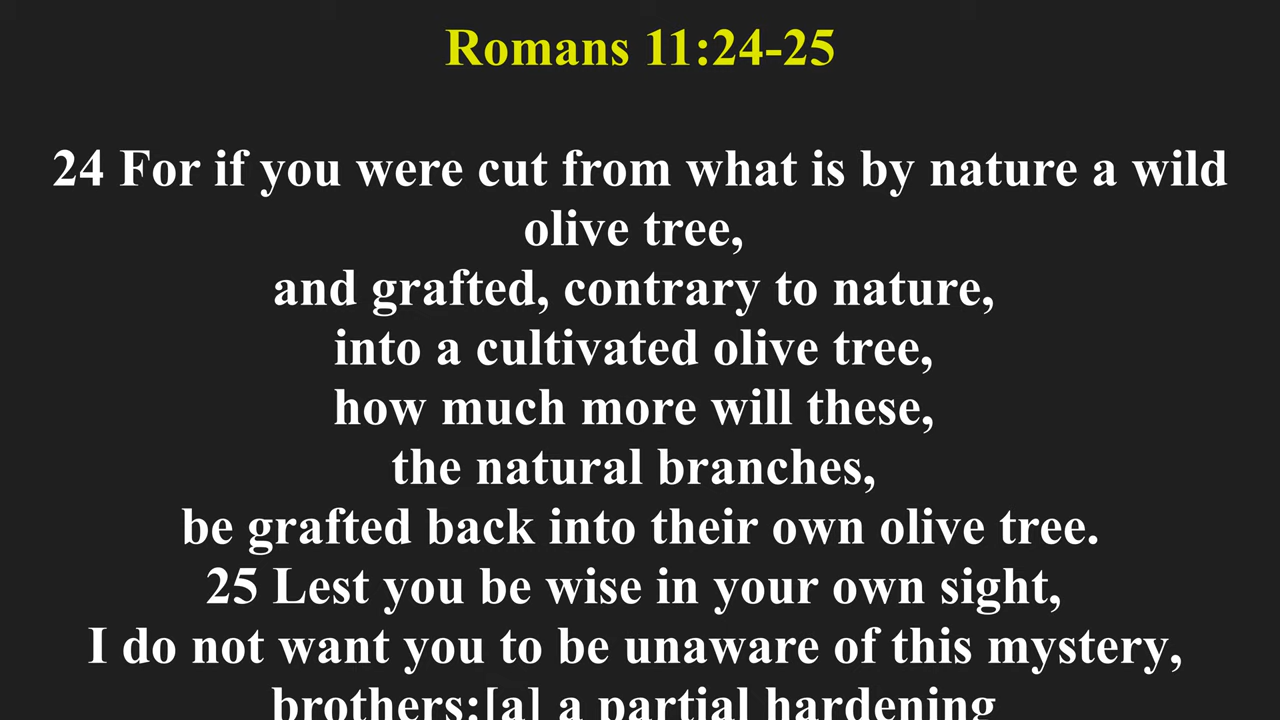 Romans 11:24-25
24 For if you were cut from what is by nature a wild
olive tree,
and grafted, contrary to nature,
into a cultivated olive tree,
how much more will these,
the natural branches,
be grafted back into their own olive tree.
25 Lest you be wise in your own sight,
I do not want you to be unaware of this mystery,
brothers:[a] a partial hardening